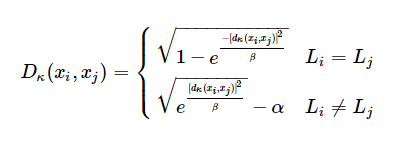 D_κ(x_i, x_j) = { √(1 − e^{−[d_κ(x_i,x_j)]²/β})  L_i = L_j
√(e^{[d_κ(x_i,x_j)]²/β}) − α  L_i ≠ L_j